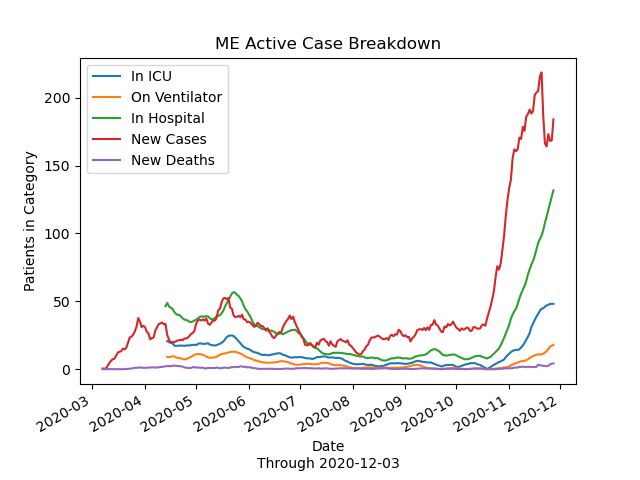 ME Active Case Breakdown
In ICU
On Ventilator
In Hospital
New Cases
New Deaths
Patients in Category
200
150
100
50
0
2020-03
2020-04
2020-05
2020-06
2020-07
2020-08
2020-09
2020-10
2020-11
2020-12
Date
Through 2020-12-03